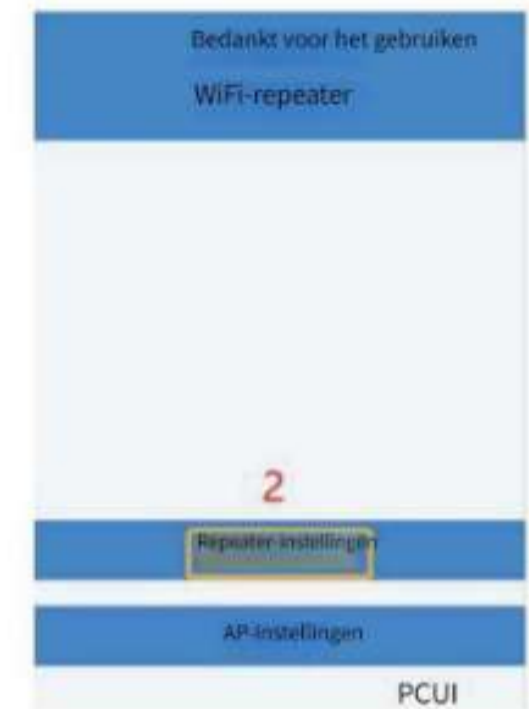 Bedankt voor het gebruiken
WiFi-repeater
2
Repeater-instellingen
AP-instellingen
PCUI